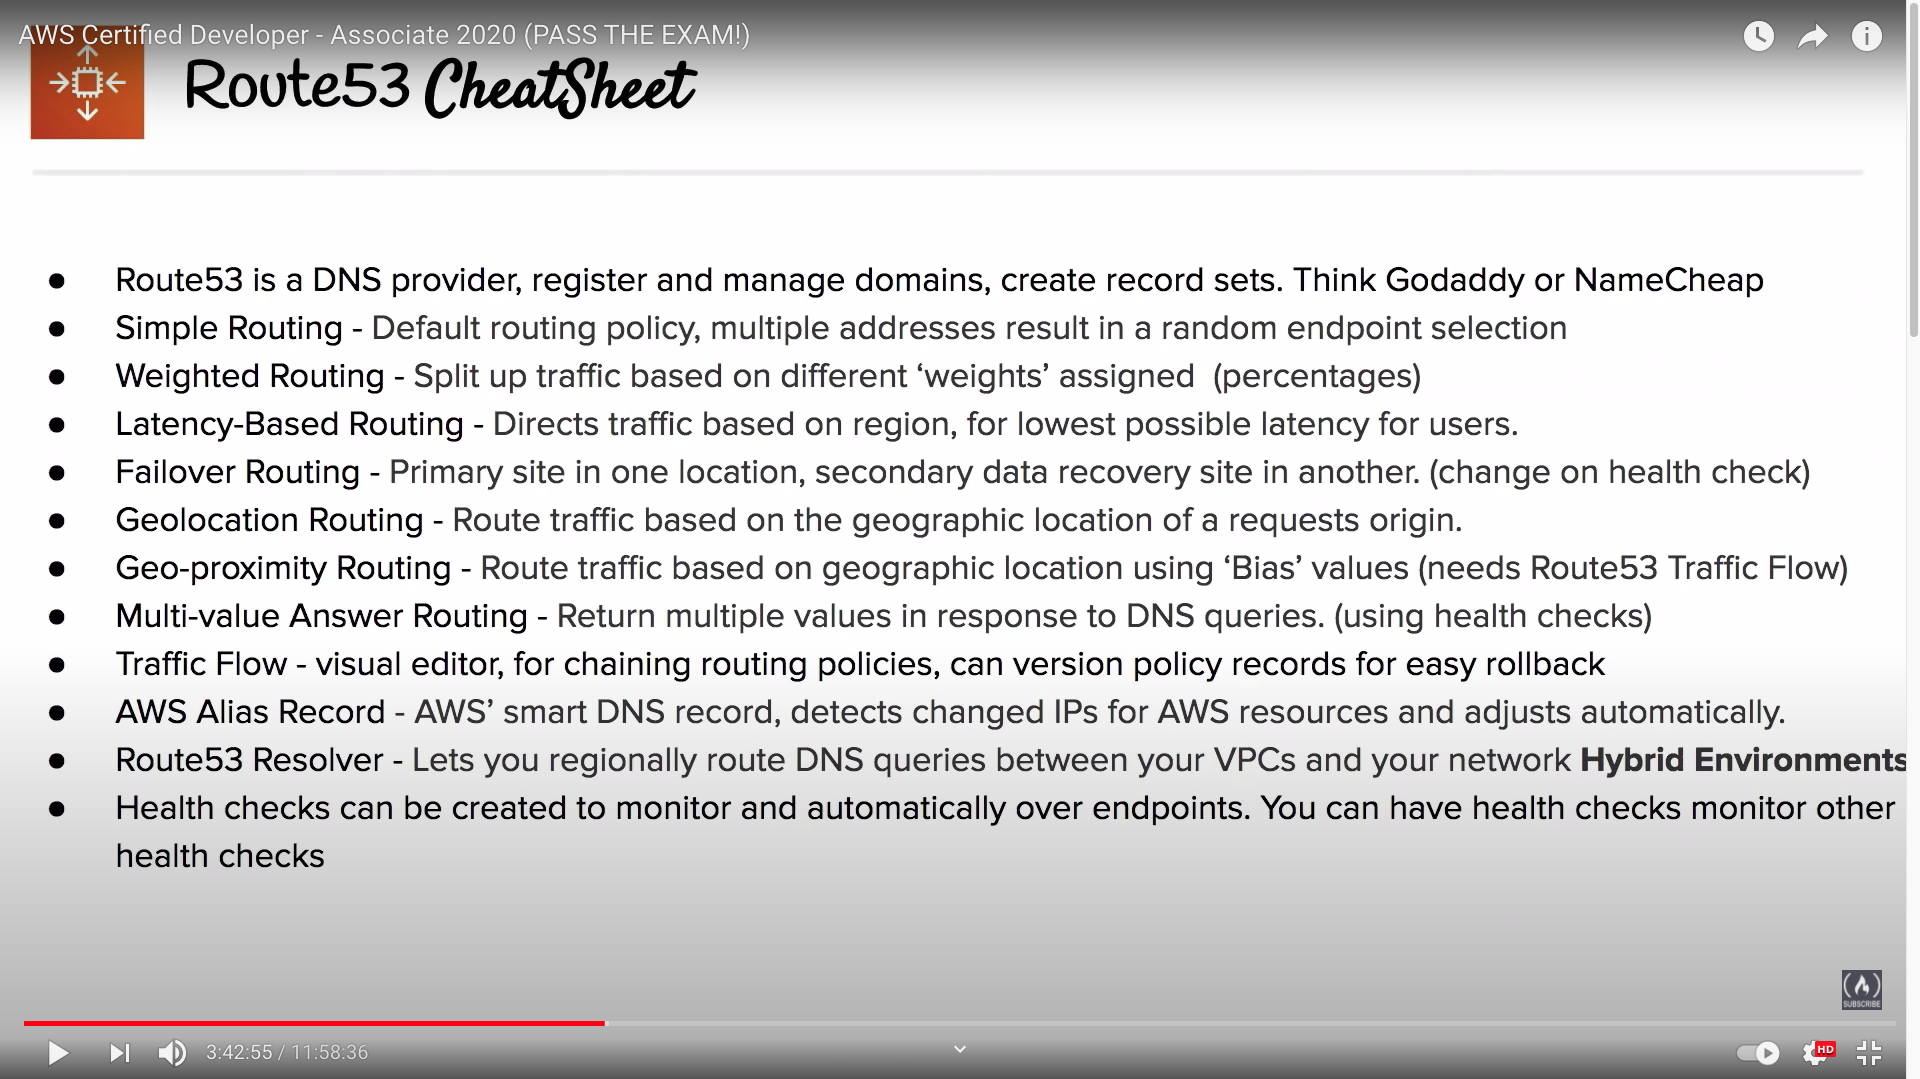 AWS Certified Developer - Associate 2020 (PASS THE EXAM!)
Route53 CheatSheet
● Route53 is a DNS provider, register and manage domains, create record sets. Think Godaddy or NameCheap
● Simple Routing - Default routing policy, multiple addresses result in a random endpoint selection
● Weighted Routing - Split up traffic based on different ‘weights’ assigned  (percentages)
● Latency-Based Routing - Directs traffic based on region, for lowest possible latency for users.
● Failover Routing - Primary site in one location, secondary data recovery site in another. (change on health check)
● Geolocation Routing - Route traffic based on the geographic location of a requests origin.
● Geo-proximity Routing - Route traffic based on geographic location using ‘Bias’ values (needs Route53 Traffic Flow)
● Multi-value Answer Routing - Return multiple values in response to DNS queries. (using health checks)
● Traffic Flow - visual editor, for chaining routing policies, can version policy records for easy rollback
● AWS Alias Record - AWS’ smart DNS record, detects changed IPs for AWS resources and adjusts automatically.
● Route53 Resolver - Lets you regionally route DNS queries between your VPCs and your network Hybrid Environments
● Health checks can be created to monitor and automatically over endpoints. You can have health checks monitor other
health checks
SUBSCRIBE
3:42:55 / 11:58:36
HD